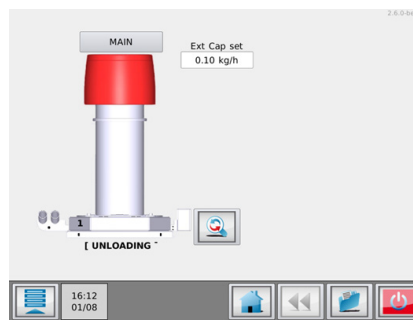 MAIN
Ext Cap set
0.10 kg/h
1
[ UNLOADING
16:12
01/08